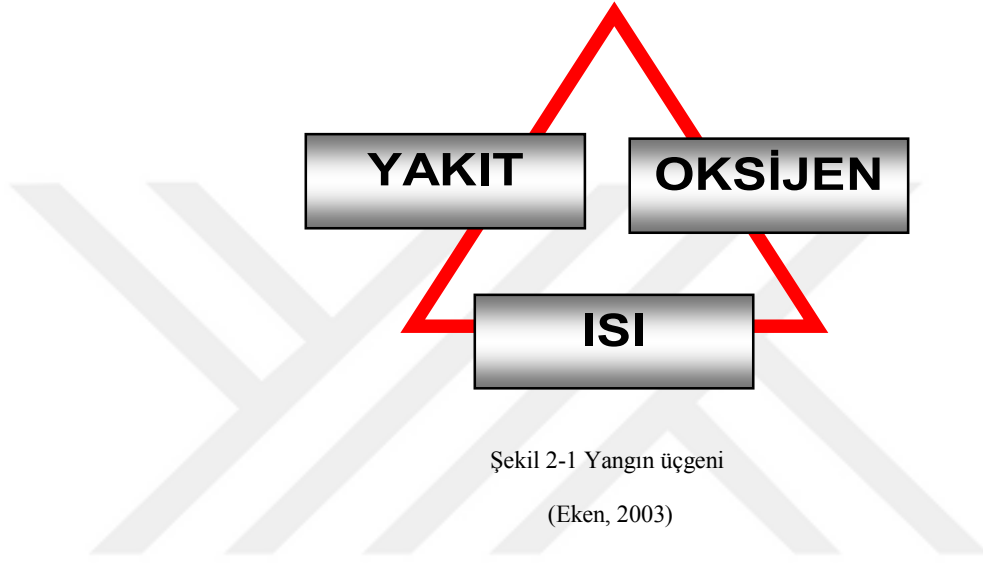 YAKIT
OKSİJEN
ISI
Şekil 2-1 Yangın üçgeni
(Eken, 2003)